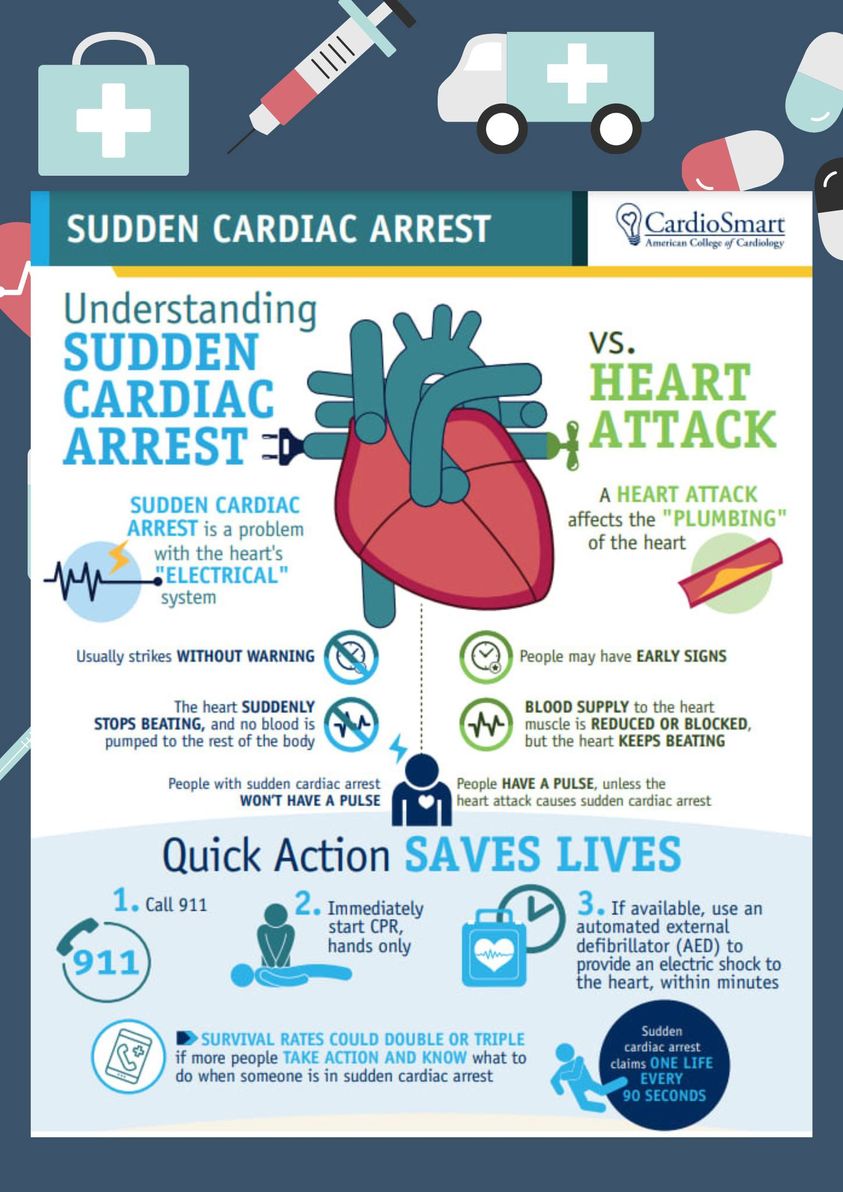 SUDDEN CARDIAC ARREST
CardioSmart
American College of Cardiology
Understanding
SUDDEN
CARDIAC
ARREST
vs.
HEART
ATTACK
SUDDEN CARDIAC
ARREST is a problem
with the heart's
"ELECTRICAL"
system
A HEART ATTACK
affects the "PLUMBING"
of the heart
Usually strikes WITHOUT WARNING
People may have EARLY SIGNS
The heart SUDDENLY
STOPS BEATING, and no blood is
pumped to the rest of the body
BLOOD SUPPLY to the heart
muscle is REDUCED OR BLOCKED,
but the heart KEEPS BEATING
People with sudden cardiac arrest
WON'T HAVE A PULSE
People HAVE A PULSE, unless the
heart attack causes sudden cardiac arrest
Quick Action SAVES LIVES
1. Call 911
911
2. Immediately
start CPR,
hands only
3. If available, use an
automated external
defibrillator (AED) to
provide an electric shock to
the heart, within minutes
SURVIVAL RATES COULD DOUBLE OR TRIPLE
if more people TAKE ACTION AND KNOW what to
do when someone is in sudden cardiac arrest
Sudden
cardiac arrest
claims ONE LIFE
EVERY
90 SECONDS